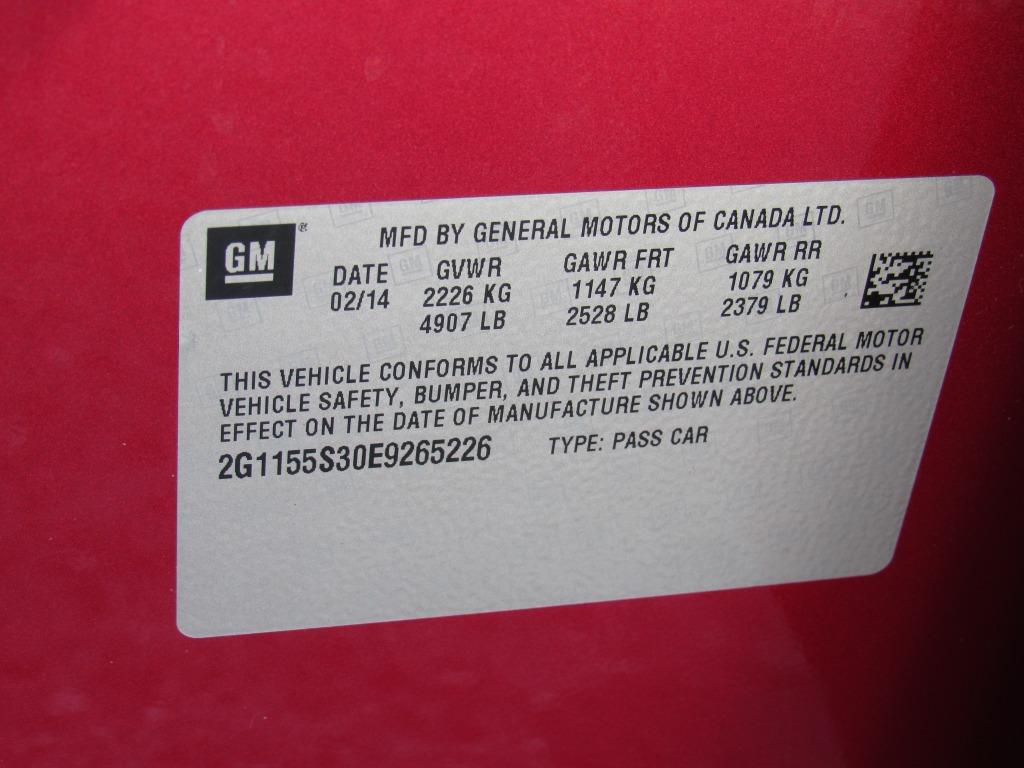 GM ®
MFD BY GENERAL MOTORS OF CANADA LTD.
DATE GVWR GAWR FRT GAWR RR
02/14 2226 KG 1147 KG 1079 KG
4907 LB 2528 LB 2379 LB
THIS VEHICLE CONFORMS TO ALL APPLICABLE U.S. FEDERAL MOTOR
VEHICLE SAFETY, BUMPER, AND THEFT PREVENTION STANDARDS IN
EFFECT ON THE DATE OF MANUFACTURE SHOWN ABOVE.
2G1155S30E9265226 TYPE: PASS CAR